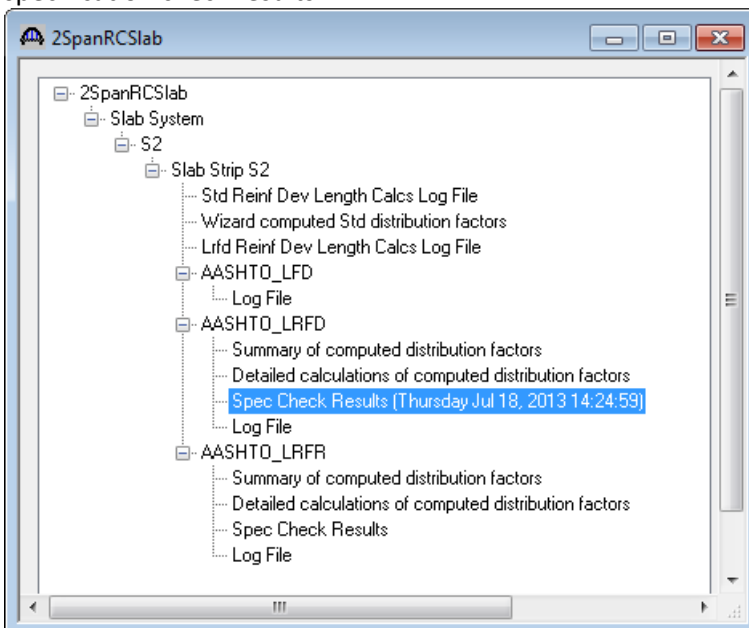 2SpanRCSlab
2SpanRCSlab
Slab System
S2
Slab Strip S2
Std Reinf Dev Length Calcs Log File
Wizard computed Std distribution factors
Lrfd Reinf Dev Length Calcs Log File
AASHTO_LFD
Log File
AASHTO_LRFD
Summary of computed distribution factors
Detailed calculations of computed distribution factors
Spec Check Results (Thursday Jul 18, 2013 14:24:59)
Log File
AASHTO_LRFR
Summary of computed distribution factors
Detailed calculations of computed distribution factors
Spec Check Results
Log File